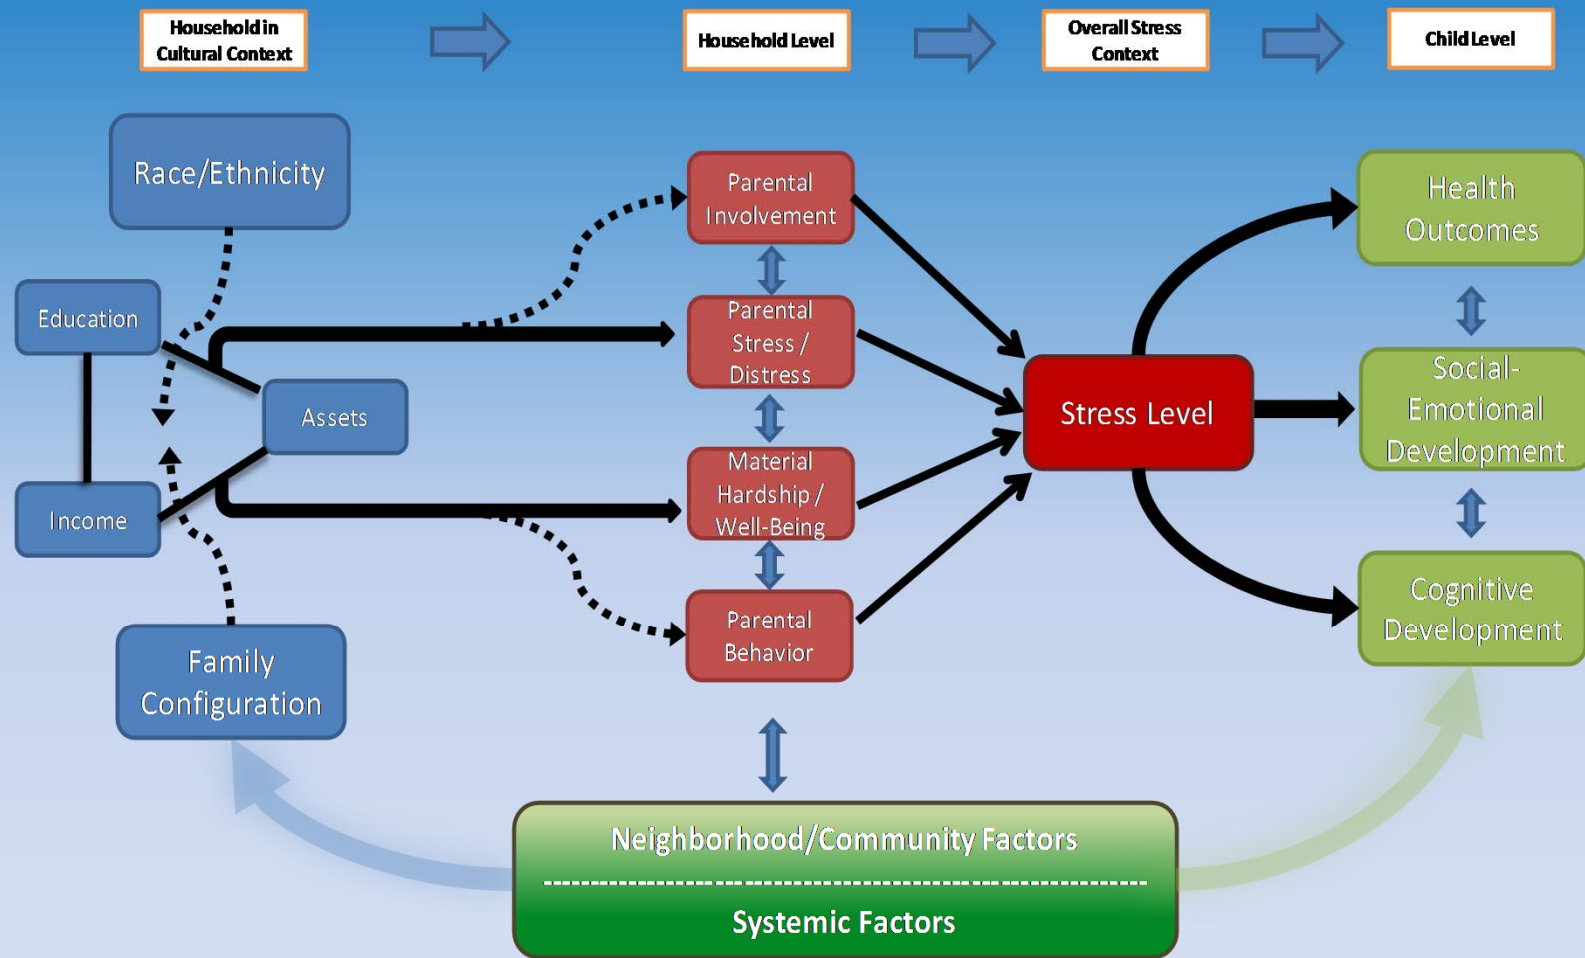 Household in
Cultural Context
Household Level
Overall Stress
Context
Child Level
Race/Ethnicity
Education
Assets
Income
Family
Configuration
Parental
Involvement
Parental
Stress /
Distress
Material
Hardship /
Well-Being
Parental
Behavior
Stress Level
Health
Outcomes
Social-
Emotional
Development
Cognitive
Development
Neighborhood/Community Factors
Systemic Factors